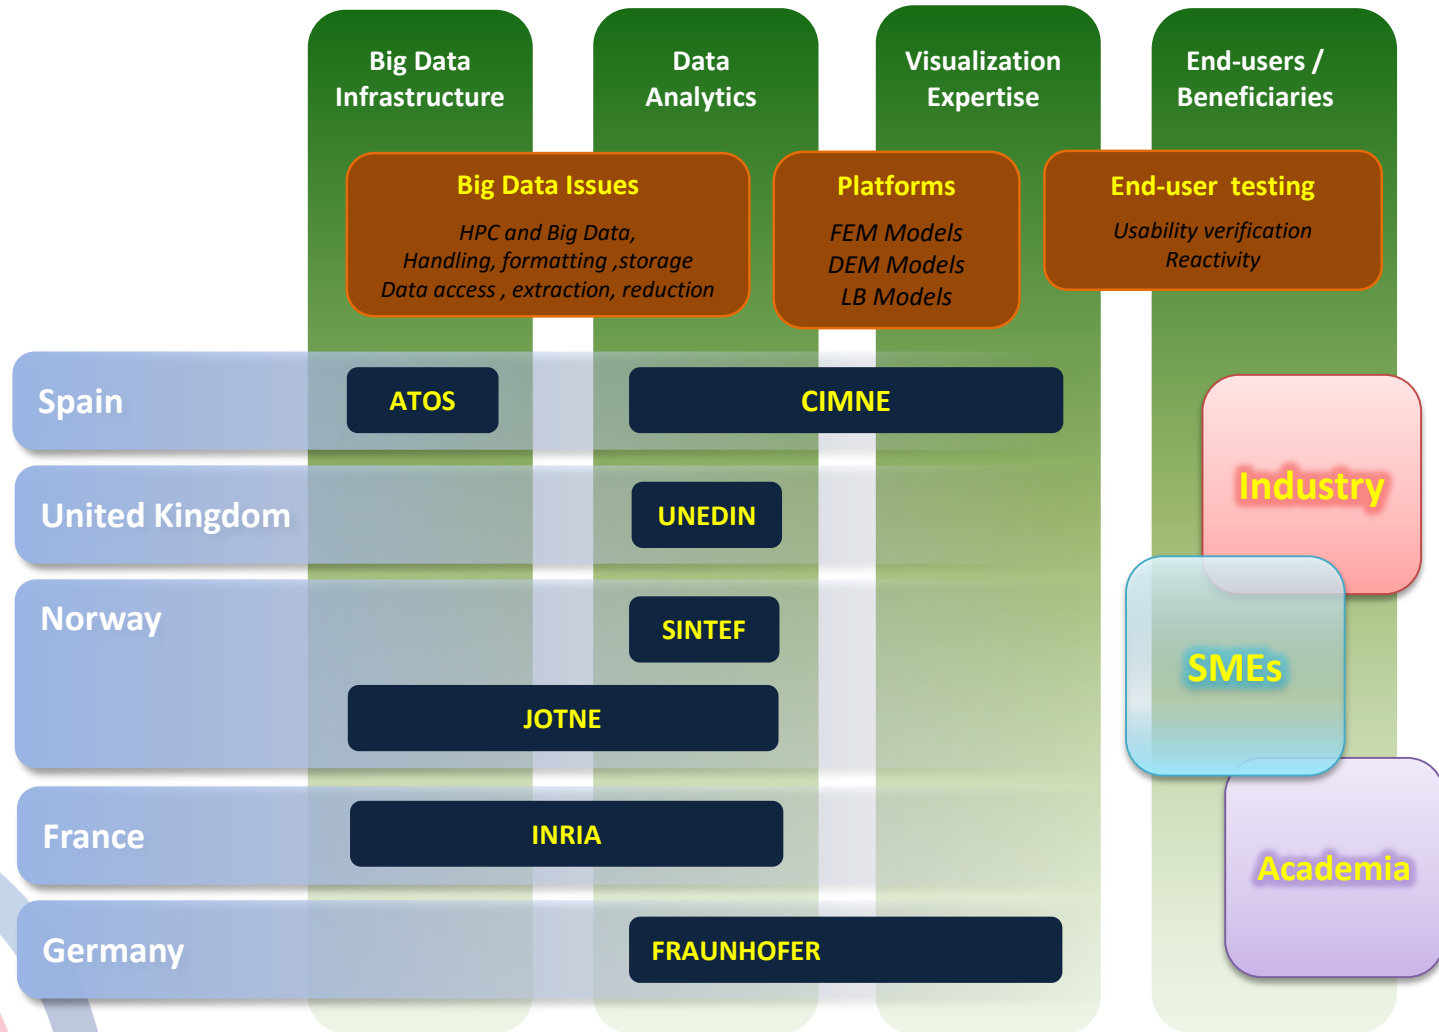 Big Data
Infrastructure
Data
Analytics
Visualization
Expertise
End-users /
Beneficiaries
Big Data Issues
HPC and Big Data,
Handling, formatting ,storage
Data access , extraction, reduction
Platforms
FEM Models
DEM Models
LB Models
End-user  testing
Usability verification
Reactivity
Spain
ATOS
CIMNE
Industry
United Kingdom
UNEDIN
Norway
SINTEF
SMEs
JOTNE
France
INRIA
Academia
Germany
FRAUNHOFER